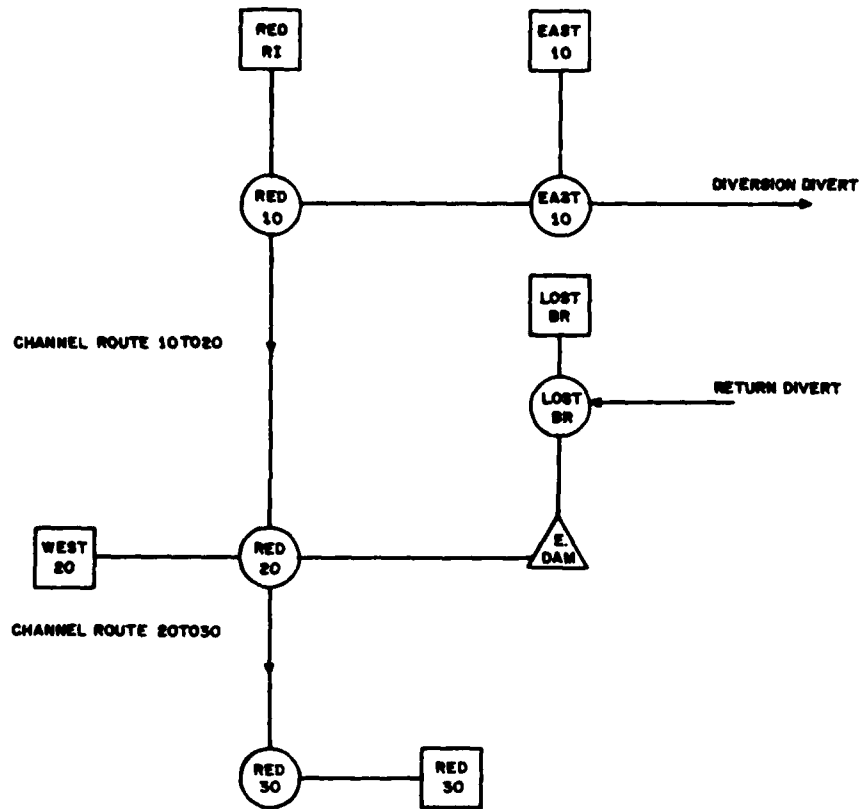 RED
RI
EAST
10
RED
10
EAST
10
DIVERSION DIVERT
LOST
BR
CHANNEL ROUTE 10TO20
LOST
BR
RETURN DIVERT
WEST
20
RED
20
E.
DAM
CHANNEL ROUTE 20TO30
RED
30
RED
30